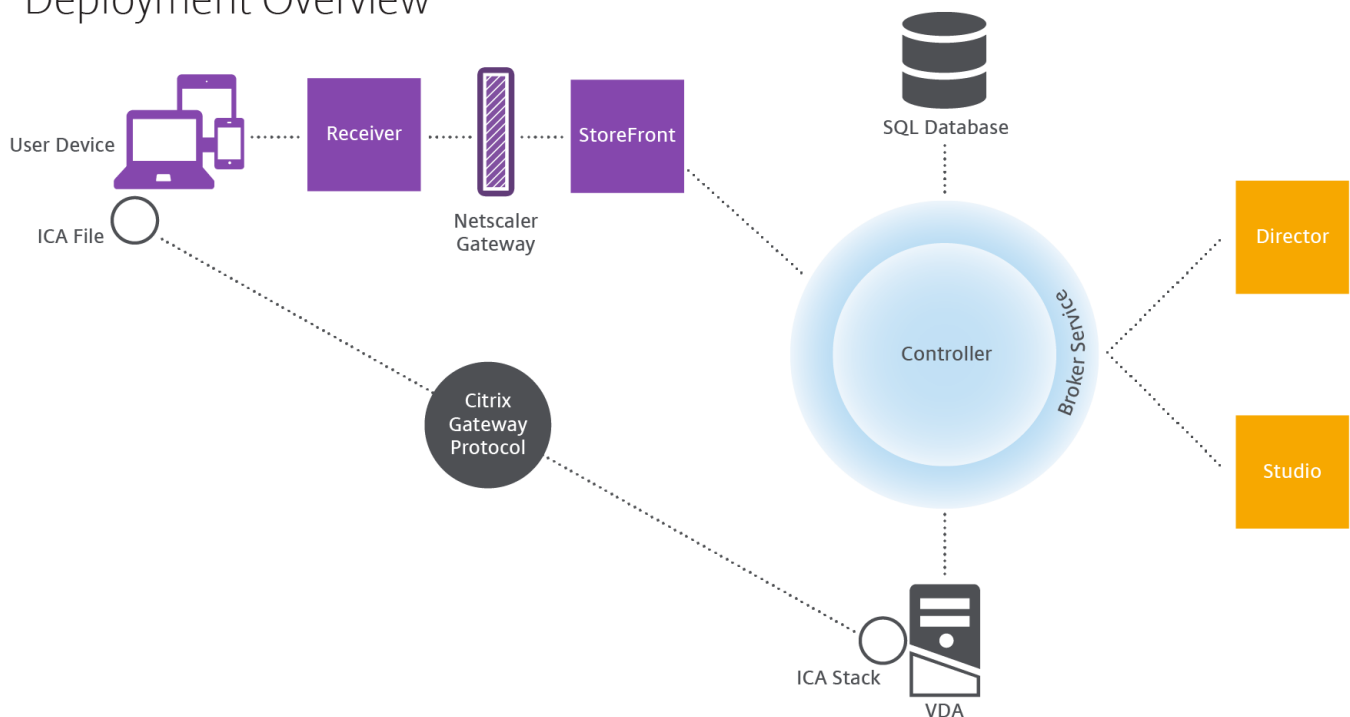 Deployment Overview
SQL Database
User Device
Receiver
StoreFront
ICA File
Netscaler
Gateway
Director
Controller
Broker Service
Citrix
Gateway
Protocol
Studio
ICA Stack
VDA